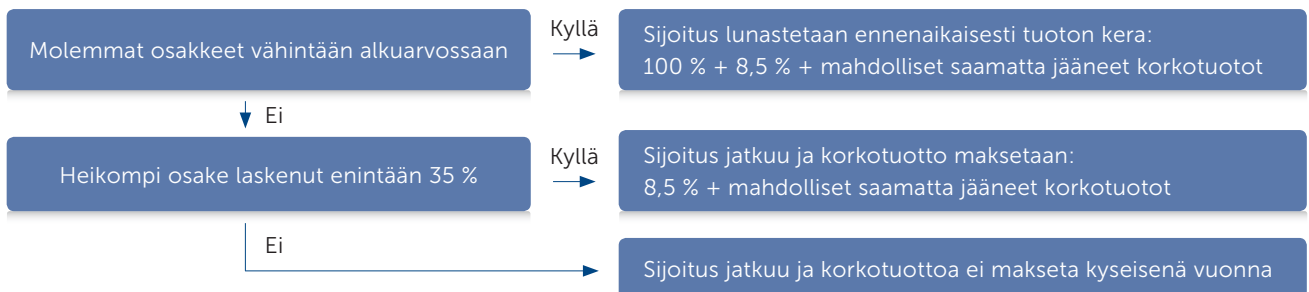 Molemmat osakkeet vähintään alkuarvossaan
Kyllä
Sijoitus lunastetaan ennenaikaisesti tuoton kera:
100 % + 8,5 % + mahdolliset saamatta jääneet korkotuotot
Ei
Heikompi osake laskenut enintään 35 %
Kyllä
Sijoitus jatkuu ja korkotuotto maksetaan:
8,5 % + mahdolliset saamatta jääneet korkotuotot
Ei
Sijoitus jatkuu ja korkotuottoa ei makseta kyseisenä vuonna